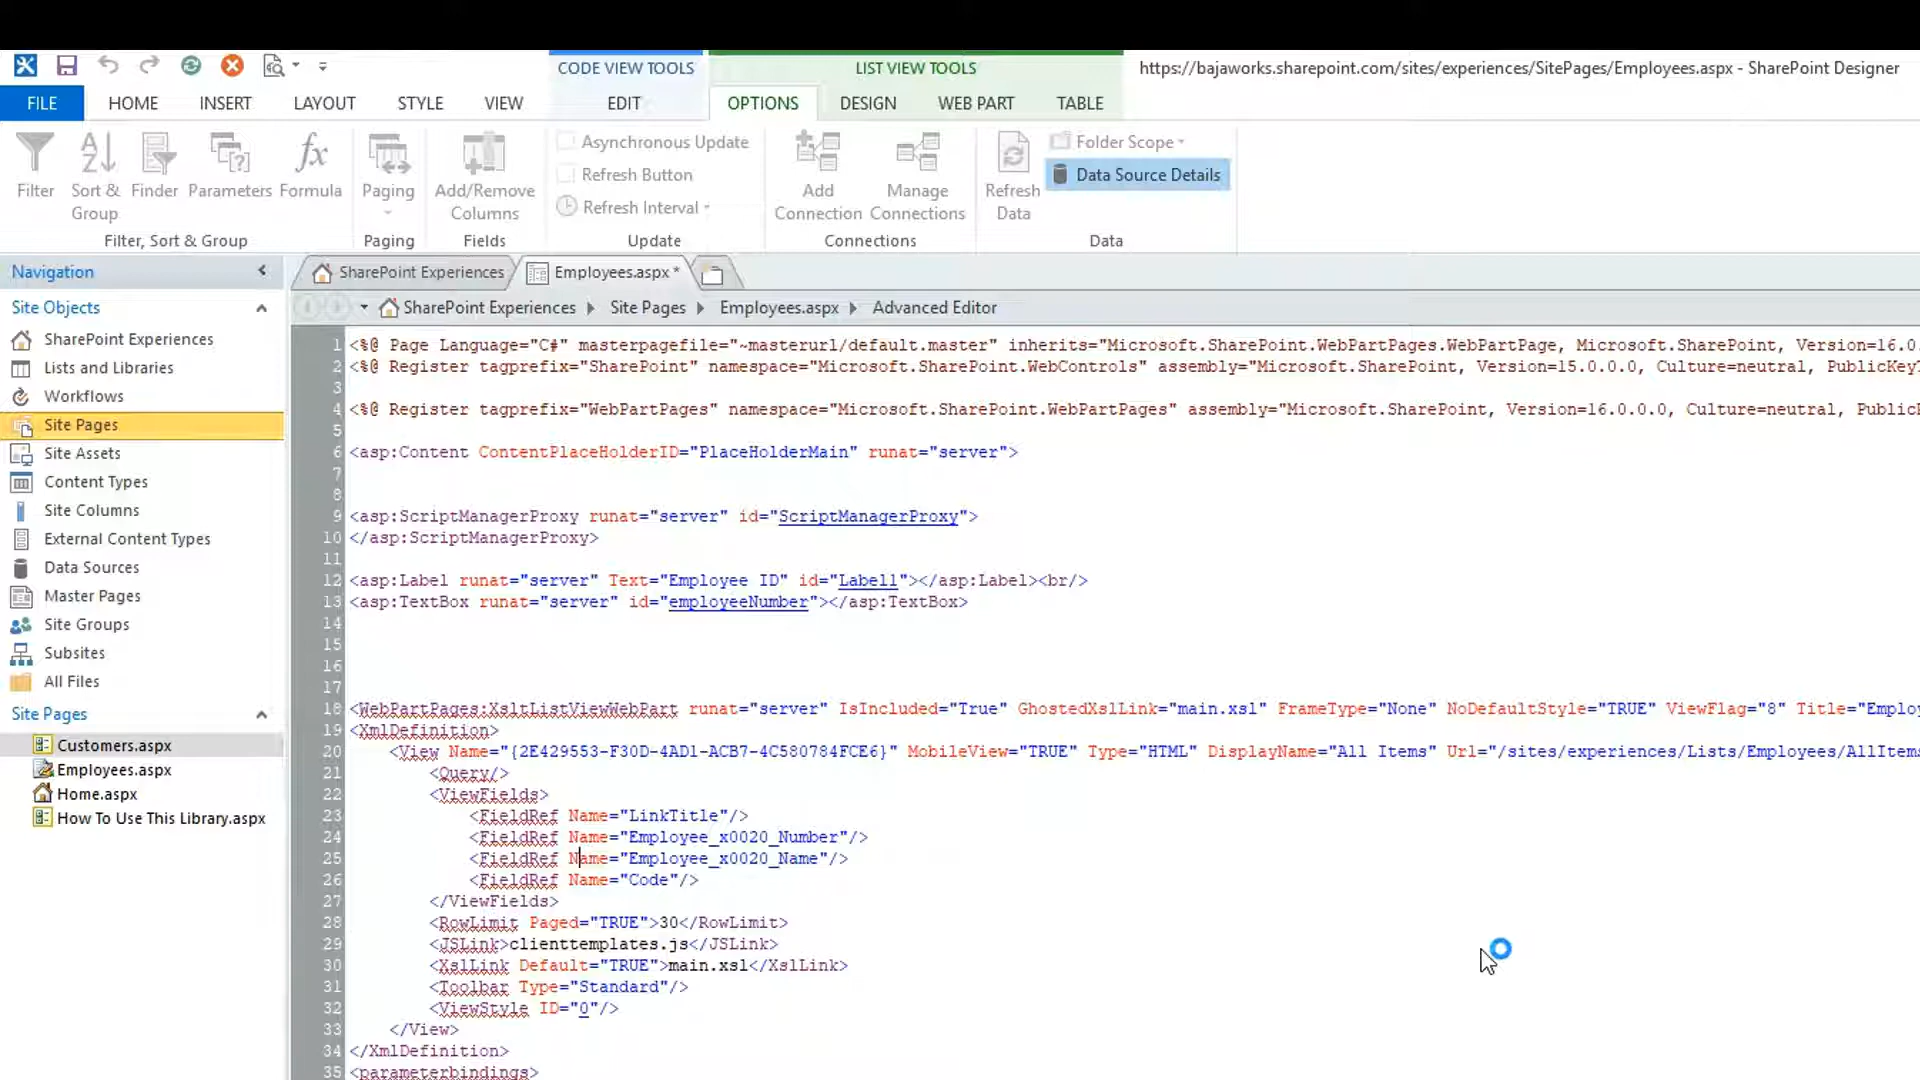 CODE VIEW TOOLS
LIST VIEW TOOLS
https://bajaworks.sharepoint.com/sites/experiences/SitePages/Employees.aspx - SharePoint Designer
FILE
HOME
INSERT
LAYOUT
STYLE
VIEW
EDIT
OPTIONS
DESIGN
WEB PART
TABLE
Filter
Sort & Group
Finder
Parameters
Formula
Filter, Sort & Group
Paging
Paging
Add/Remove Columns
Fields
Asynchronous Update
Refresh Button
Refresh Interval
Update
Add Connection
Manage Connections
Connections
Refresh Data
Folder Scope
Data Source Details
Data
Navigation
Site Objects
SharePoint Experiences
Lists and Libraries
Workflows
Site Pages
Site Assets
Content Types
Site Columns
External Content Types
Data Sources
Master Pages
Site Groups
Subsites
All Files
Site Pages
Customers.aspx
Employees.aspx
Home.aspx
How To Use This Library.aspx
SharePoint Experiences
Employees.aspx *
SharePoint Experiences
Site Pages
Employees.aspx
Advanced Editor
1 <%@ Page Language="C#" masterpagefile="~masterurl/default.master" inherits="Microsoft.SharePoint.WebPartPages.WebPartPage, Microsoft.SharePoint, Version=16.0.
2 <%@ Register tagprefix="SharePoint" namespace="Microsoft.SharePoint.WebControls" assembly="Microsoft.SharePoint, Version=15.0.0.0, Culture=neutral, PublicKey
3
4 <%@ Register tagprefix="WebPartPages" namespace="Microsoft.SharePoint.WebPartPages" assembly="Microsoft.SharePoint, Version=16.0.0.0, Culture=neutral, Public
5
6 <asp:Content ContentPlaceHolderID="PlaceHolderMain" runat="server">
7
8
9 <asp:ScriptManagerProxy runat="server" id="ScriptManagerProxy">
10 </asp:ScriptManagerProxy>
11
12 <asp:Label runat="server" Text="Employee ID" id="Label1"></asp:Label><br/>
13 <asp:TextBox runat="server" id="employeeNumber"></asp:TextBox>
14
15
16
17
18 <WebPartPages:XsltListViewWebPart runat="server" IsIncluded="True" GhostedXslLink="main.xsl" FrameType="None" NoDefaultStyle="TRUE" ViewFlag="8" Title="Emplo
19 <XmlDefinition>
20 <View Name="{2E429553-F30D-4AD1-ACB7-4C580784FCE6}" MobileView="TRUE" Type="HTML" DisplayName="All Items" Url="/sites/experiences/Lists/Employees/AllItems
21 <Query/>
22 <ViewFields>
23 <FieldRef Name="LinkTitle"/>
24 <FieldRef Name="Employee_x0020_Number"/>
25 <FieldRef Name="Employee_x0020_Name"/>
26 <FieldRef Name="Code"/>
27 </ViewFields>
28 <RowLimit Paged="TRUE">30</RowLimit>
29 <JSLink>clienttemplates.js</JSLink>
30 <XslLink Default="TRUE">main.xsl</XslLink>
31 <Toolbar Type="Standard"/>
32 <ViewStyle ID="0"/>
33 </View>
34 </XmlDefinition>
35 <parameterbindings>